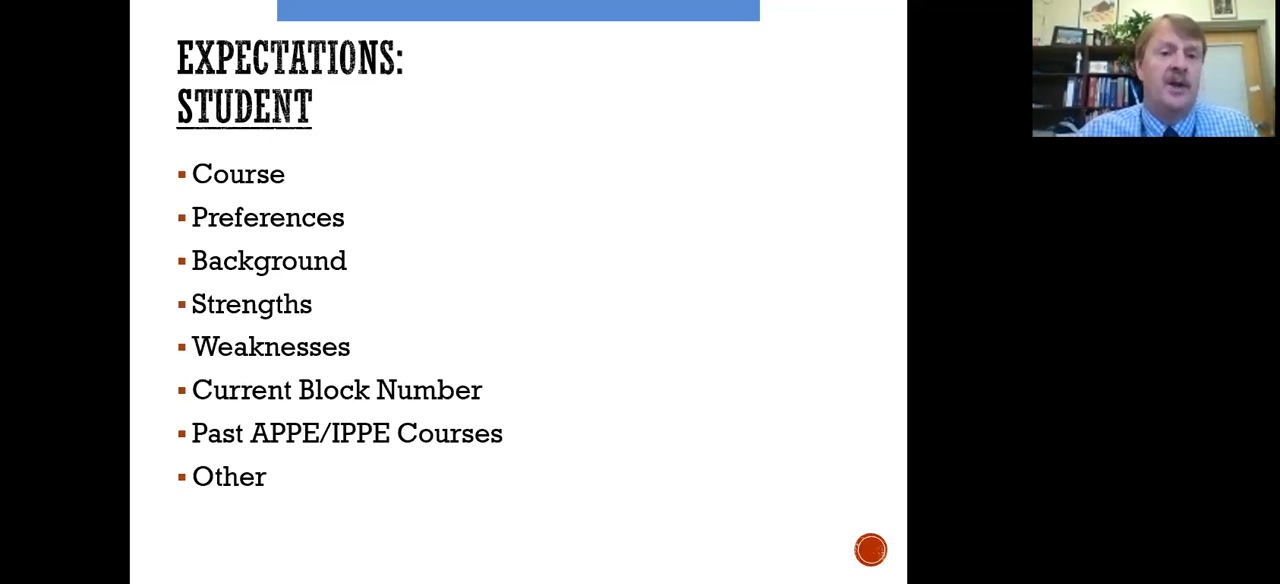 EXPECTATIONS:
STUDENT
Course
Preferences
Background
Strengths
Weaknesses
Current Block Number
Past APPE/IPPE Courses
Other